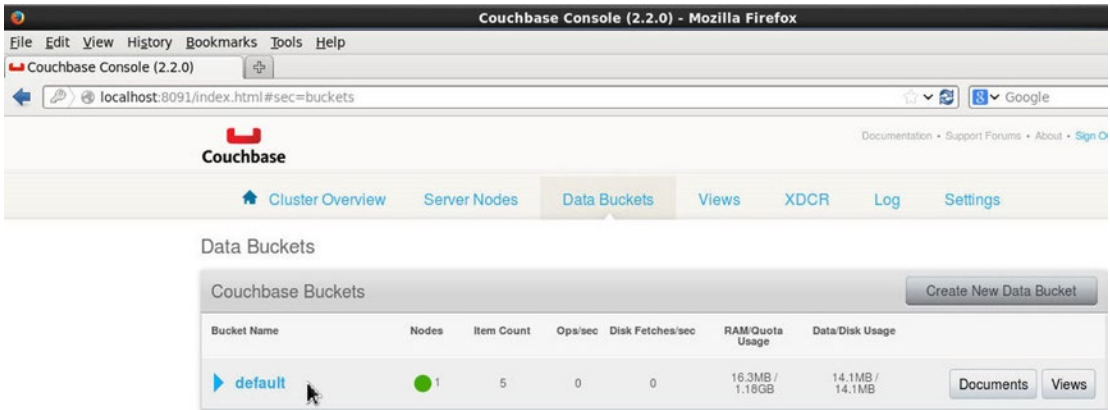 Couchbase Console (2.2.0) - Mozilla Firefox
File Edit View History Bookmarks Tools Help
Couchbase Console (2.2.0)
localhost:8091/index.html#sec=buckets
Google
Documentation • Support Forums • About • Sign O
Couchbase
Cluster Overview Server Nodes Data Buckets Views XDCR Log Settings
Data Buckets
Couchbase Buckets Create New Data Bucket
Bucket Name Nodes Item Count Ops/sec Disk Fetches/sec RAM/Quota Usage Data/Disk Usage
default 1 5 0 0 16.3MB / 1.18GB 14.1MB / 14.1MB Documents Views